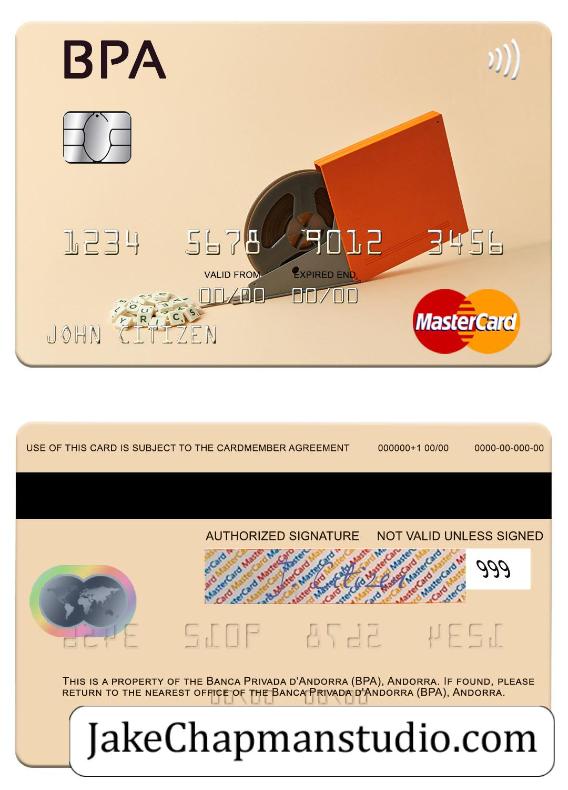 BPA
1234 5678 9012 3456
VALID FROM EXPIRED END
00/00 00/00
JOHN CITIZEN
MasterCard
USE OF THIS CARD IS SUBJECT TO THE CARDMEMBER AGREEMENT 000000+1 00/00 0000-00-000-00
AUTHORIZED SIGNATURE NOT VALID UNLESS SIGNED
MasterCard
999
THIS IS A PROPERTY OF THE BANCA PRIVADA D'ANDORRA (BPA), ANDORRA. IF FOUND, PLEASE
RETURN TO THE NEAREST OFFICE OF THE BANCA PRIVADA D'ANDORRA (BPA), ANDORRA.
JakeChapmanstudio.com